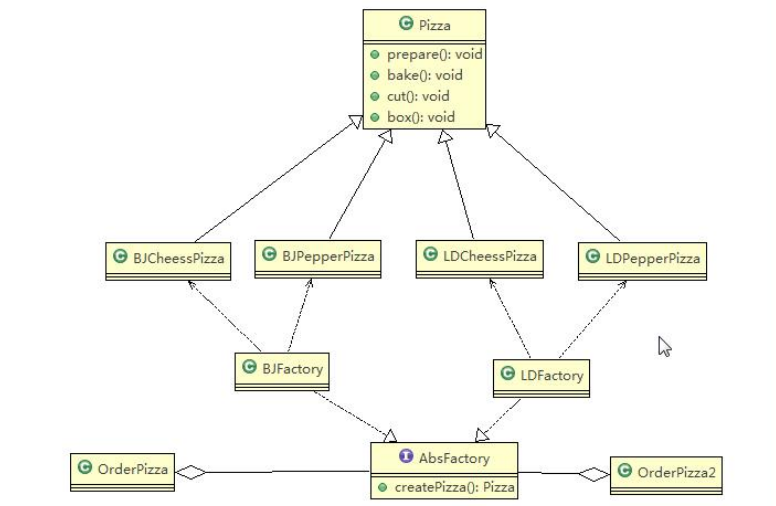 C Pizza
prepare(): void
bake(): void
cut(): void
box(): void
C BJCheessPizza
C BJPepperPizza
C LDCheessPizza
C LDPepperPizza
C BJFactory
C LDFactory
I AbsFactory
createPizza(): Pizza
C OrderPizza
C OrderPizza2